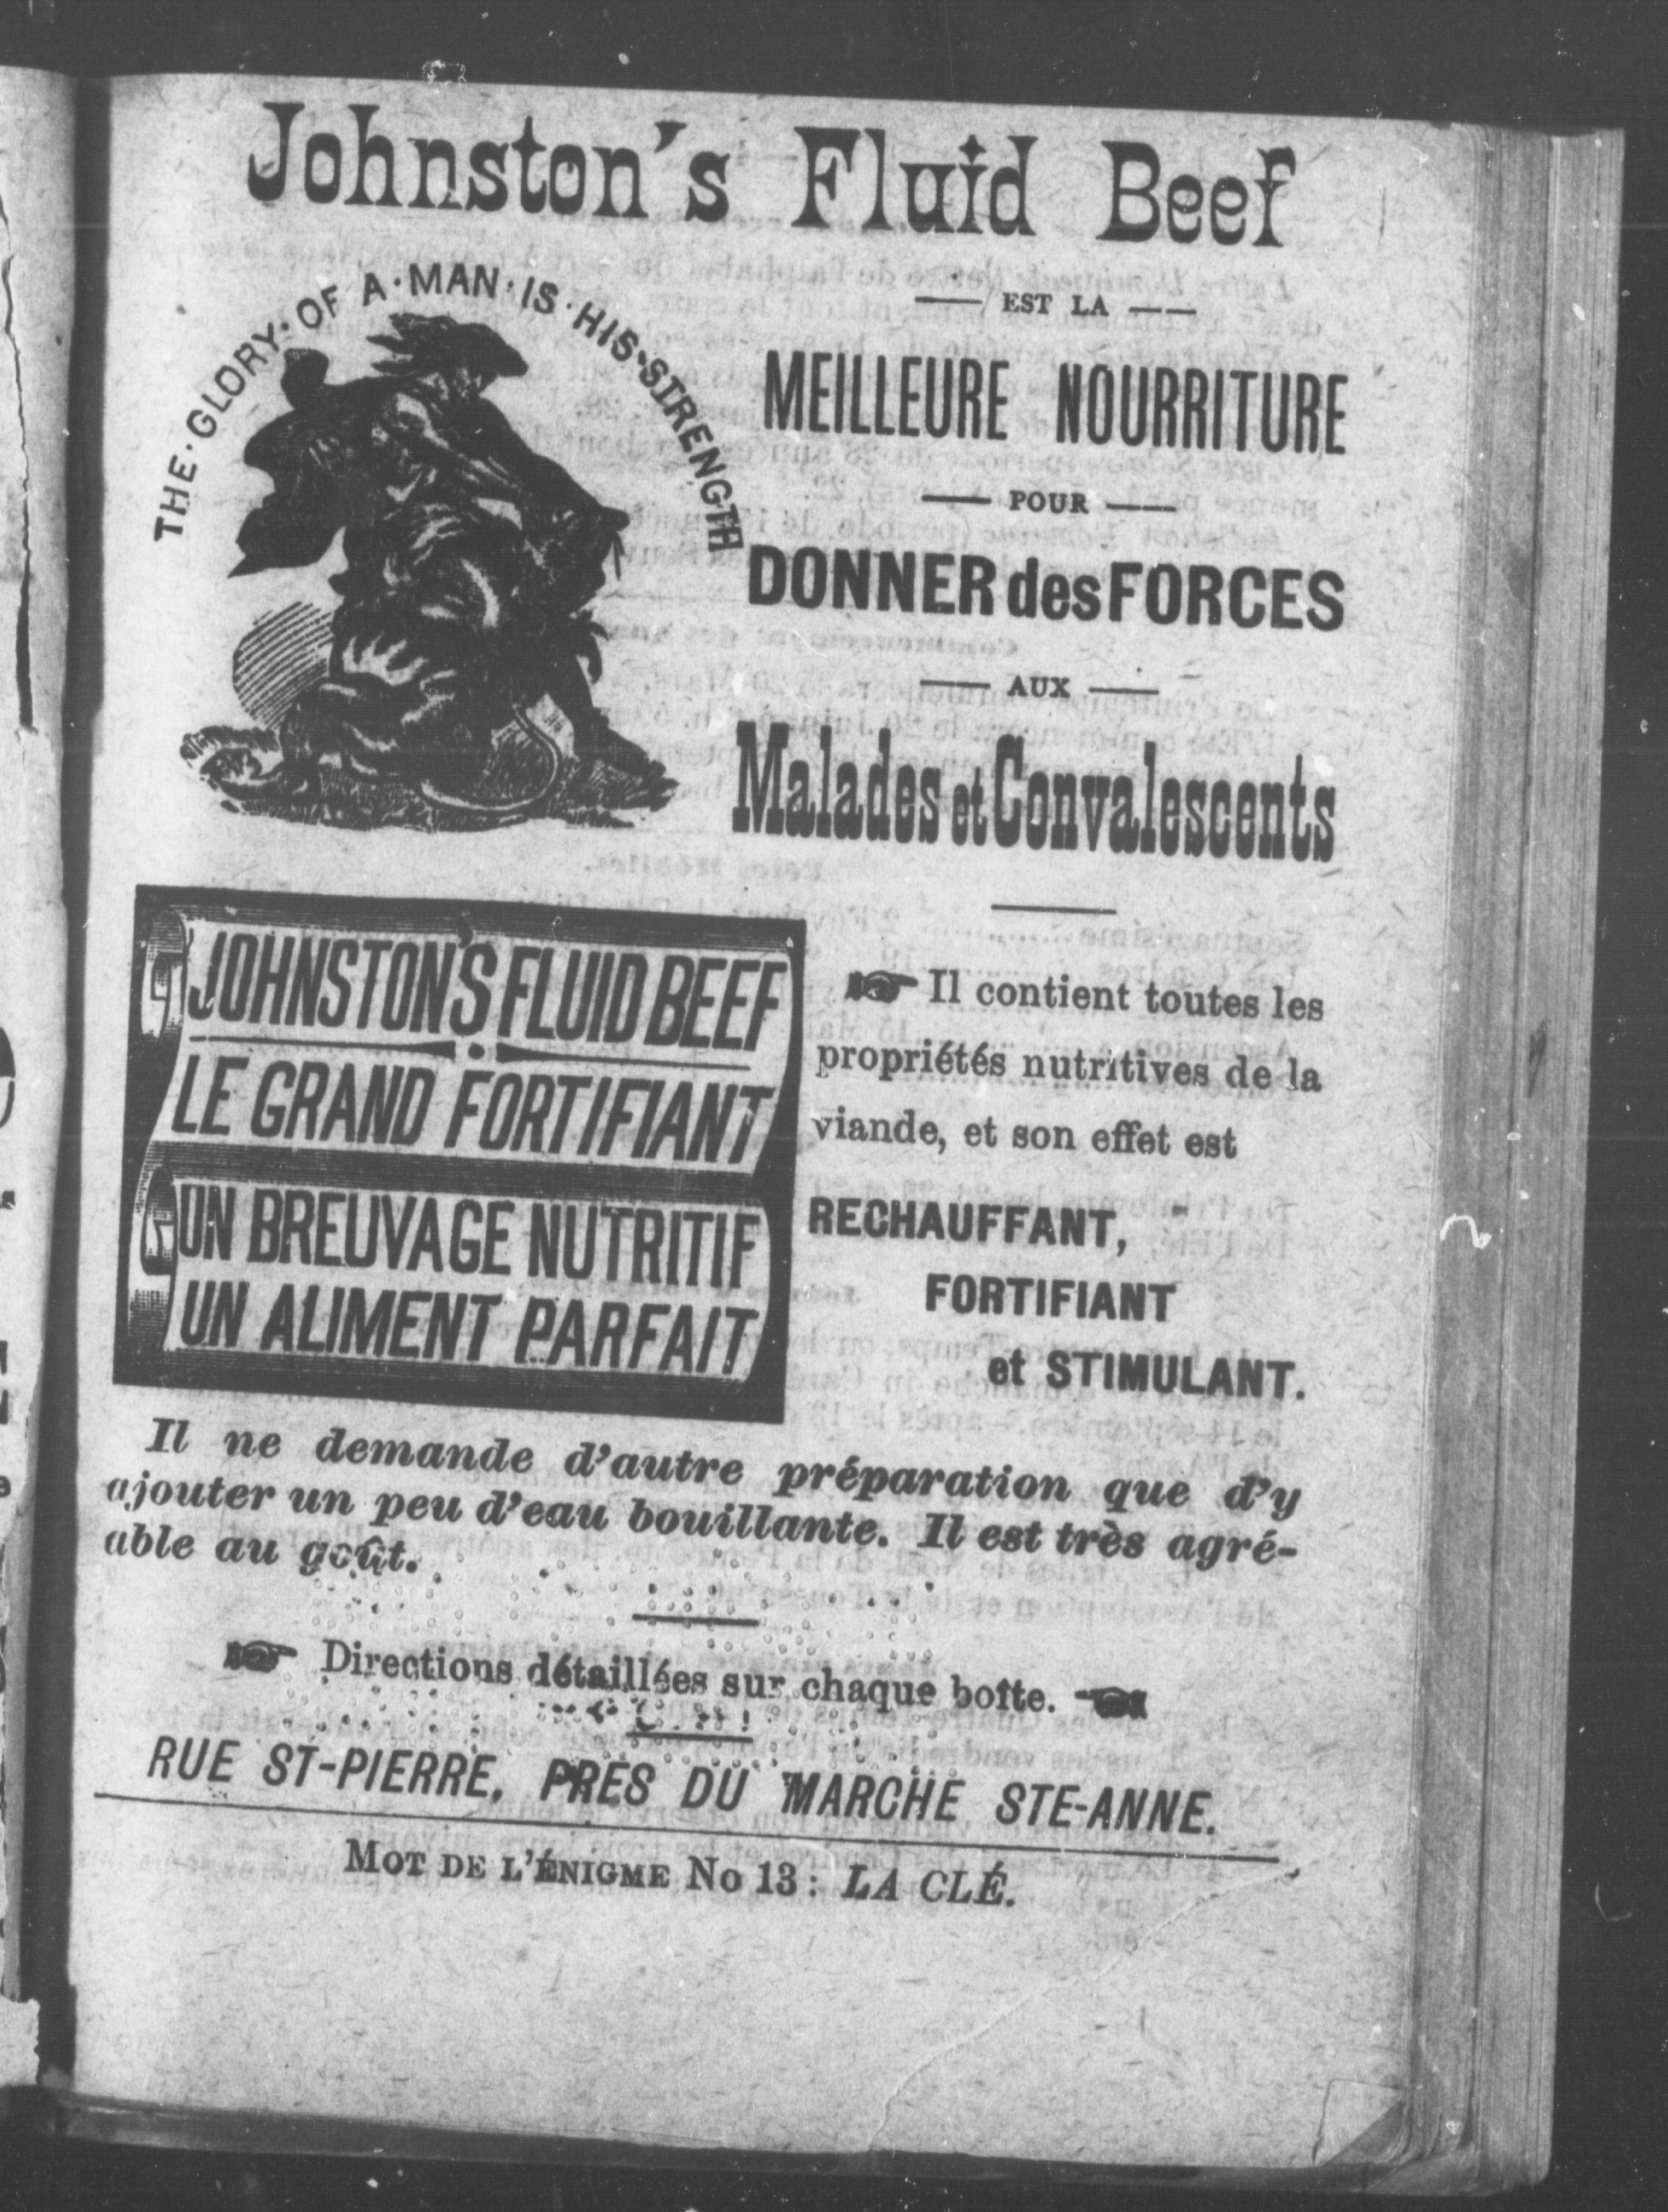 Johnston's Fluid Beef
THE·GLORY·OF A·MAN·IS·HIS·STRENGTH
EST LA
MEILLEURE NOURRITURE
POUR
DONNER des FORCES
AUX
Malades et Convalescents
JOHNSTON'S FLUID BEEF
LE GRAND FORTIFIANT
UN BREUVAGE NUTRITIF
UN ALIMENT PARFAIT
☞ Il contient toutes les
propriétés nutritives de la
viande, et son effet est
RECHAUFFANT,
FORTIFIANT
et STIMULANT.
Il ne demande d'autre préparation que d'y
ajouter un peu d'eau bouillante. Il est très agré-
able au goût.
☞ Directions détaillées sur chaque boîte. ☜
RUE ST-PIERRE, PRÈS DU MARCHE STE-ANNE.
MOT DE L'ÉNIGME No 13 : LA CLÉ.